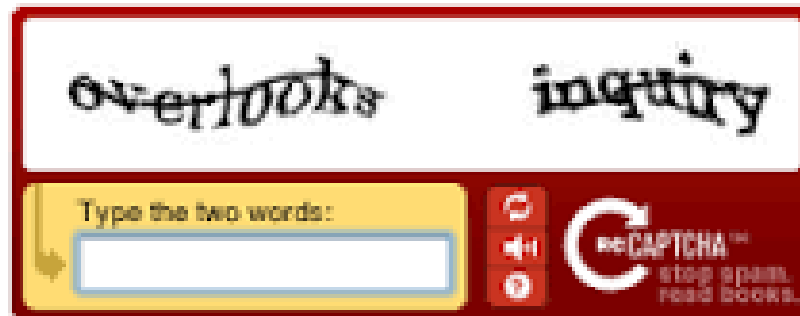 overlooks inquiry
Type the two words:
reCAPTCHA™
stop spam.
read books.